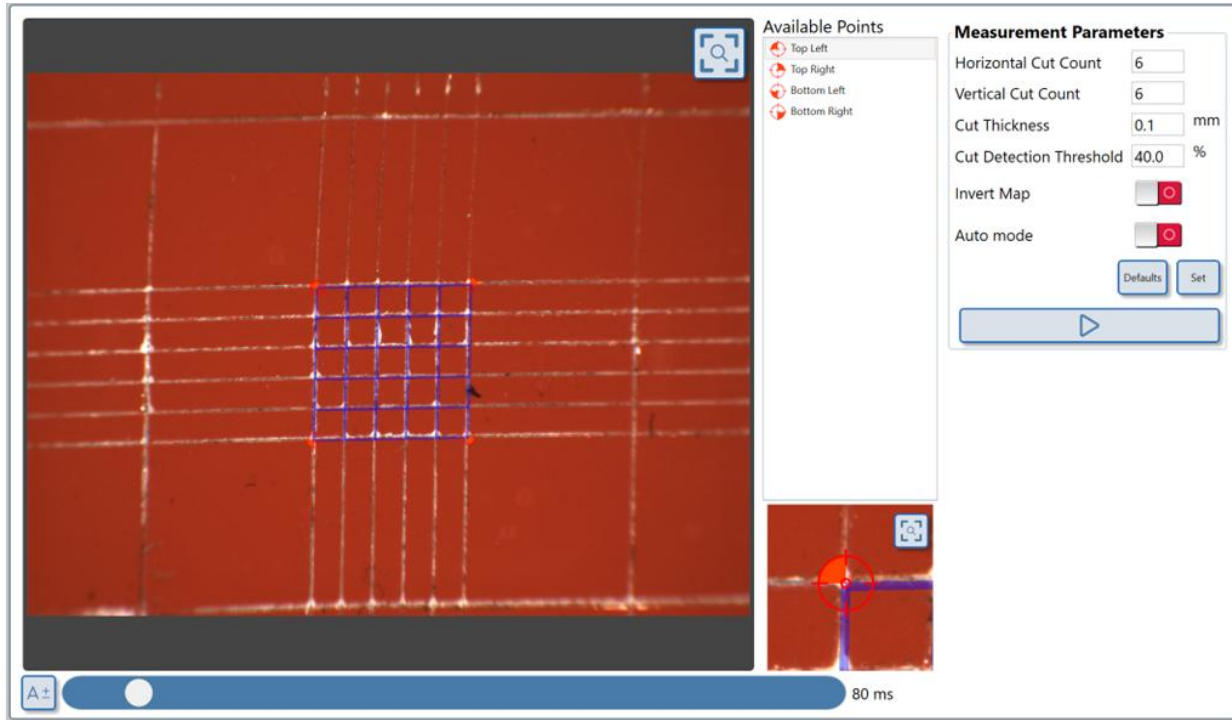 Available Points
Top Left
Top Right
Bottom Left
Bottom Right
Measurement Parameters
Horizontal Cut Count 6
Vertical Cut Count 6
Cut Thickness 0.1 mm
Cut Detection Threshold 40.0 %
Invert Map
Auto mode
Defaults Set
A± 80 ms